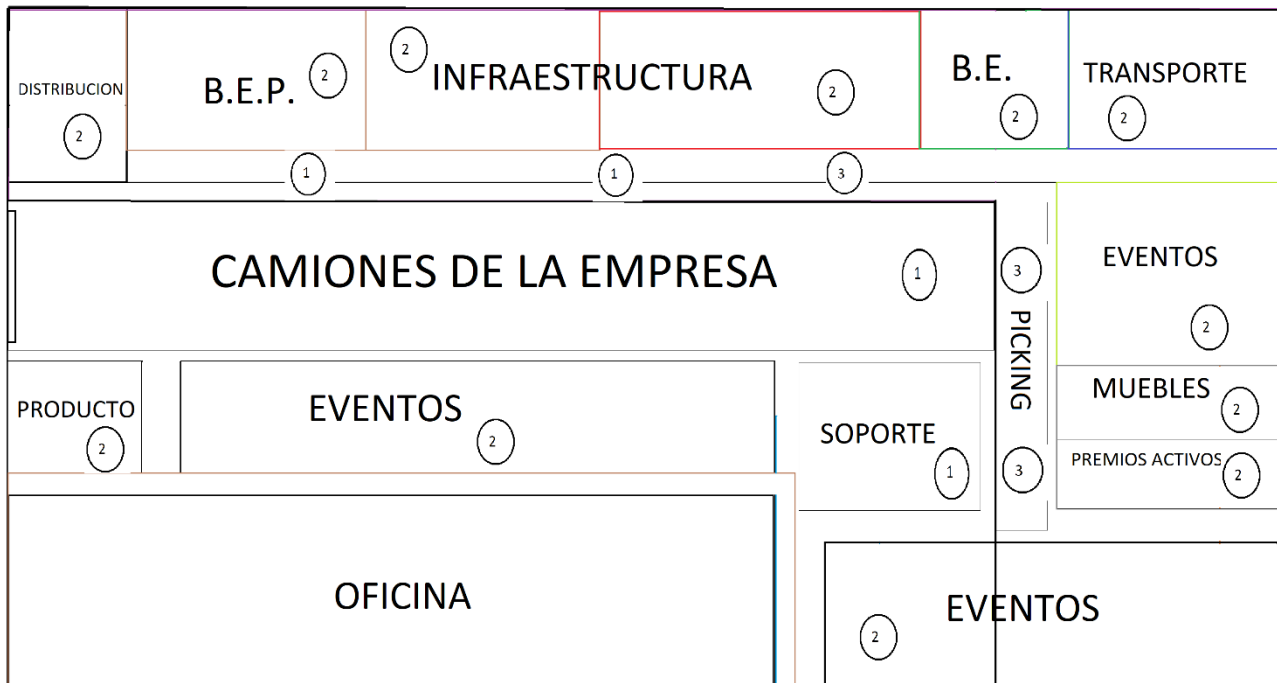 DISTRIBUCION
2
B.E.P.
2
2
INFRAESTRUCTURA
2
B.E.
2
TRANSPORTE
2
1
1
3
CAMIONES DE LA EMPRESA
1
3
PICKING
3
EVENTOS
2
MUEBLES
2
PREMIOS ACTIVOS
2
PRODUCTO
2
EVENTOS
2
SOPORTE
1
OFICINA
EVENTOS
2